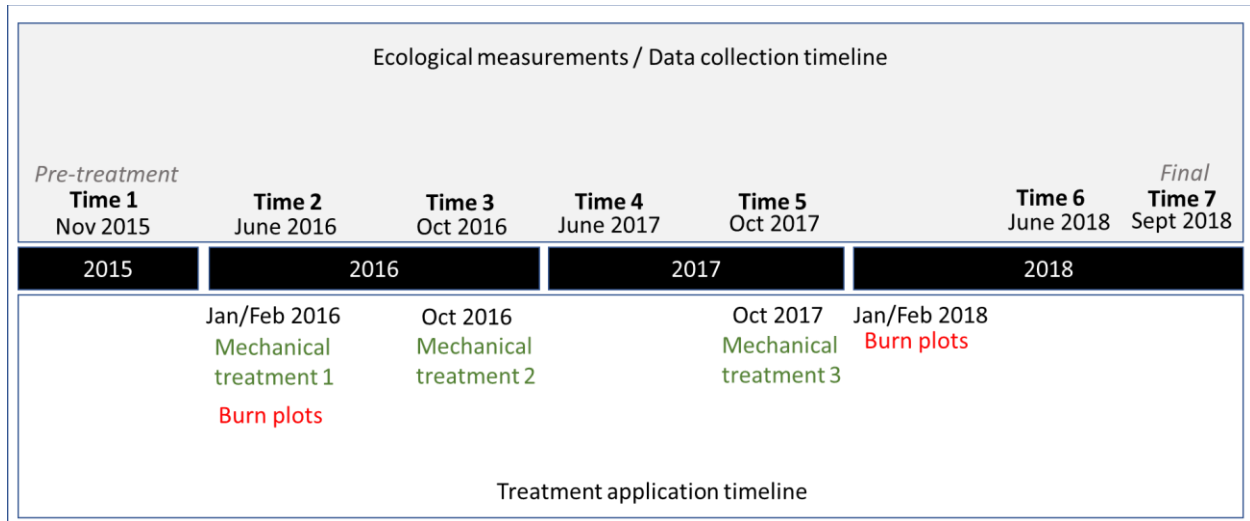 Ecological measurements / Data collection timeline
Pre-treatment
Time 1
Nov 2015
Time 2
June 2016
Time 3
Oct 2016
Time 4
June 2017
Time 5
Oct 2017
Time 6
June 2018
Final
Time 7
Sept 2018
2015
2016
2017
2018
Jan/Feb 2016
Mechanical
treatment 1
Burn plots
Oct 2016
Mechanical
treatment 2
Oct 2017
Mechanical
treatment 3
Jan/Feb 2018
Burn plots
Treatment application timeline